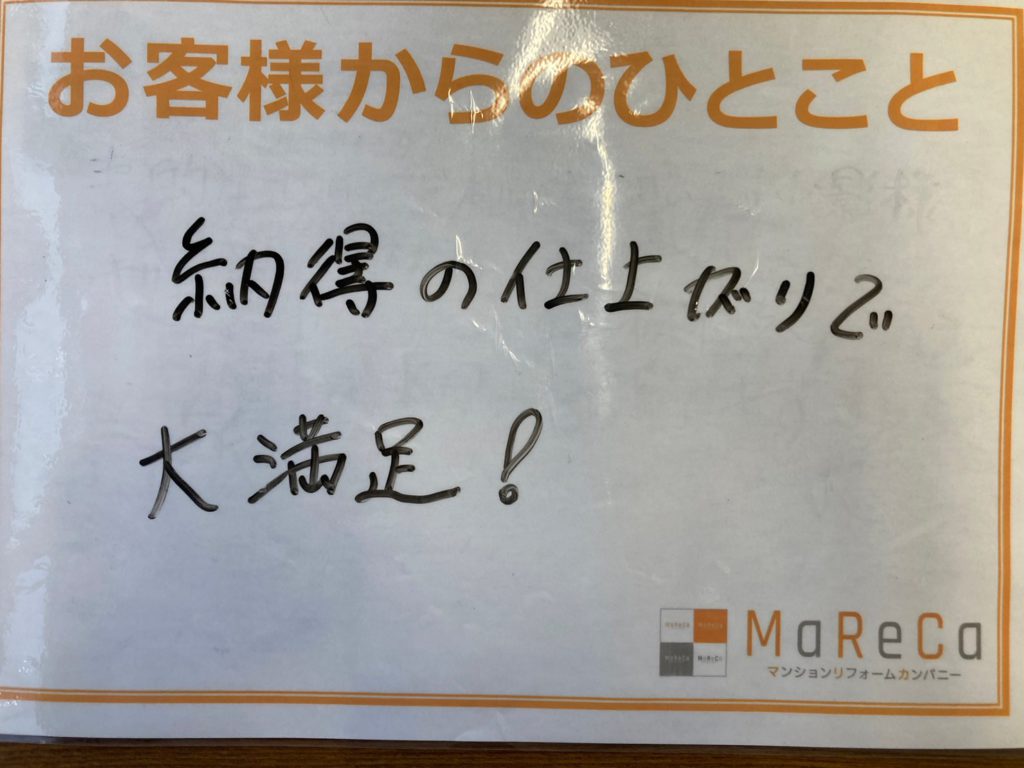 お客様からのひとこと
納得の仕上がりで
大満足!
MaReCa
マンションリフォームカンパニー